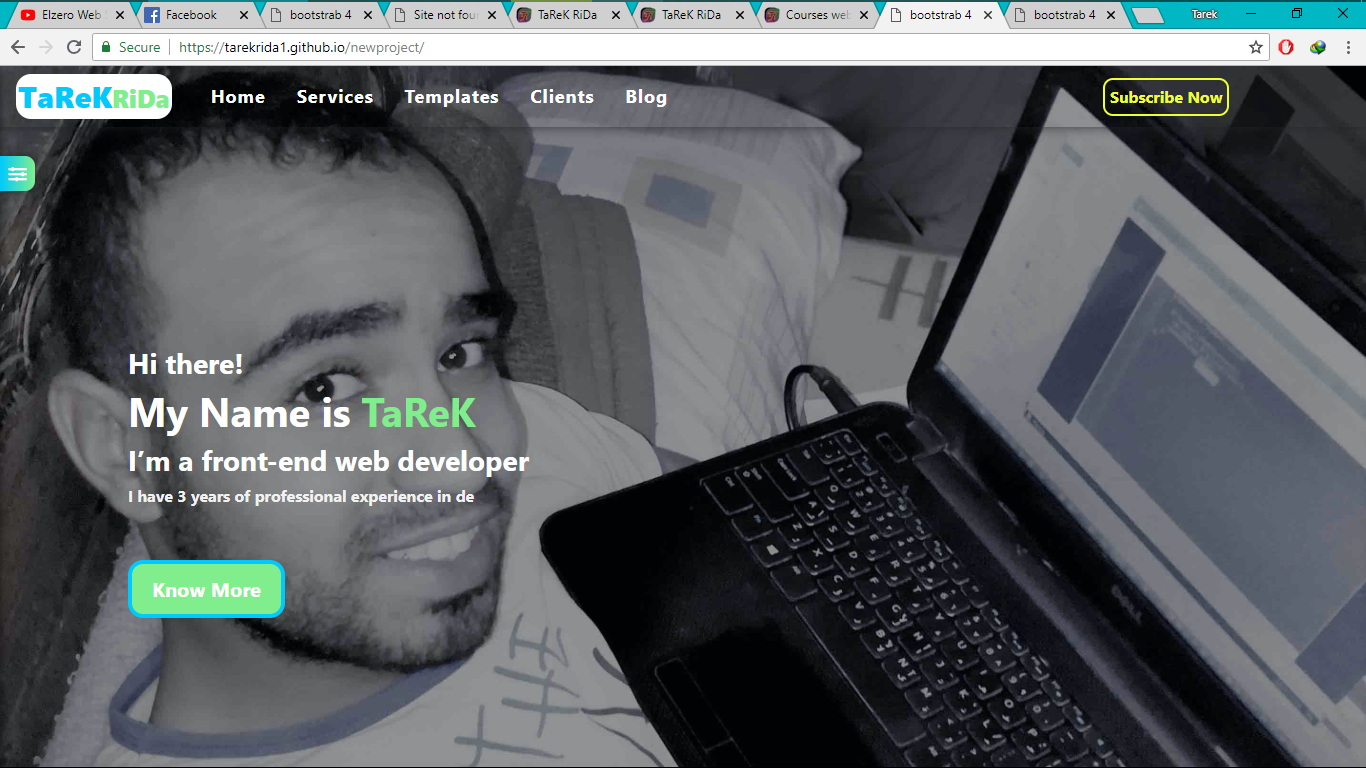 Elzero Web
Facebook
bootstrab 4
Site not fou
TaReK RiDa
TaReK RiDa
Courses web
bootstrab 4
bootstrab 4
Tarek
Secure
https://tarekrida1.github.io/newproject/
TaReKRiDa
Home
Services
Templates
Clients
Blog
Subscribe Now
Hi there!
My Name is TaReK
I’m a front-end web developer
I have 3 years of professional experience in de
Know More
DELL